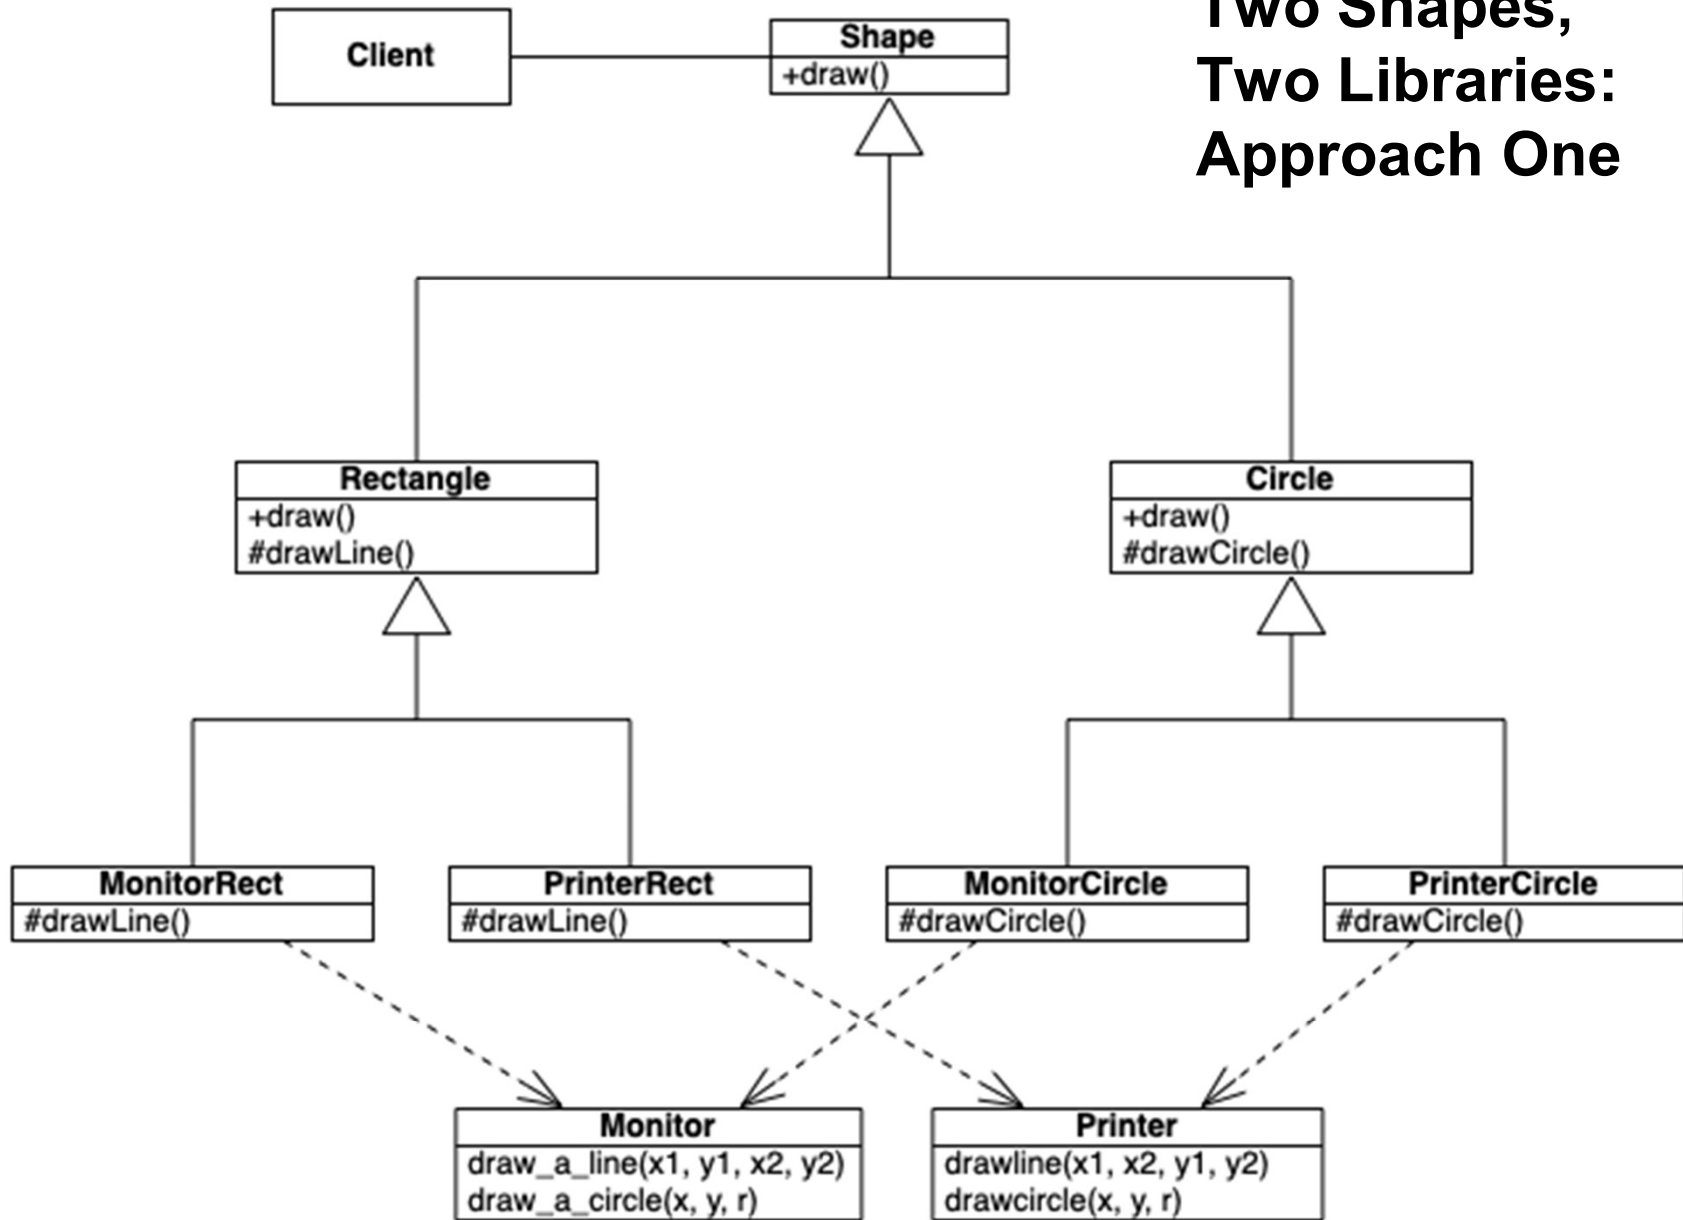 Two Shapes,
Two Libraries:
Approach One
Client
Shape
+draw()
Rectangle
+draw()
#drawLine()
Circle
+draw()
#drawCircle()
MonitorRect
#drawLine()
PrinterRect
#drawLine()
MonitorCircle
#drawCircle()
PrinterCircle
#drawCircle()
Monitor
draw_a_line(x1, y1, x2, y2)
draw_a_circle(x, y, r)
Printer
drawline(x1, x2, y1, y2)
drawcircle(x, y, r)